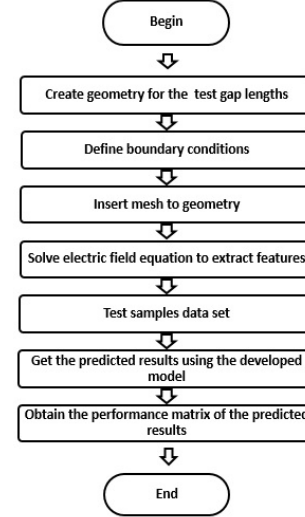 Begin
Create geometry for the test gap lengths
Define boundary conditions
Insert mesh to geometry
Solve electric field equation to extract features
Test samples data set
Get the predicted results using the developed
model
Obtain the performance matrix of the predicted
results
End